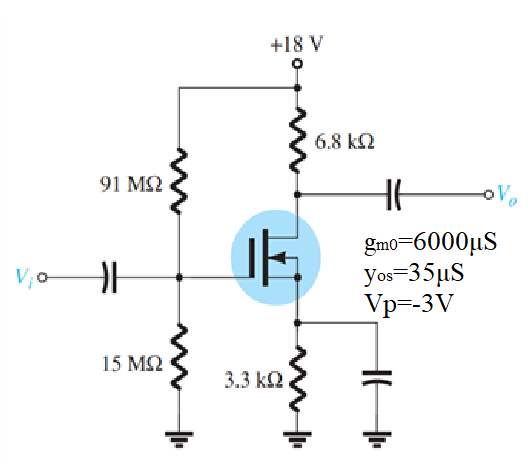 +18 V
6.8 kΩ
91 MΩ
Vo
gm0=6000µS
yos=35µS
Vi
Vp=-3V
15 MΩ
3.3 kΩ